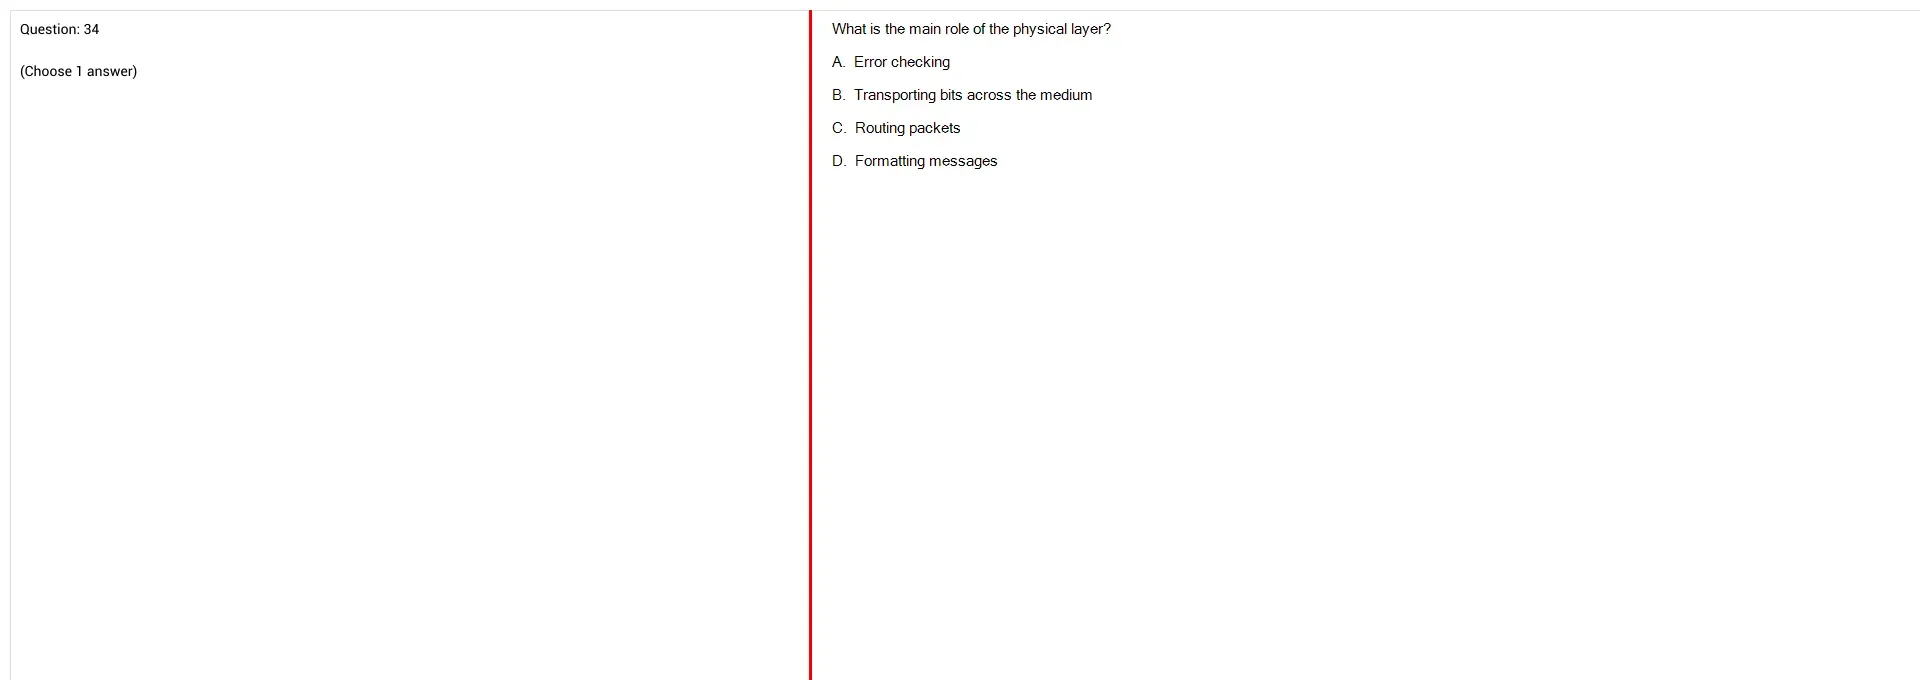 Question: 34
(Choose 1 answer)
What is the main role of the physical layer?
A. Error checking
B. Transporting bits across the medium
C. Routing packets
D. Formatting messages